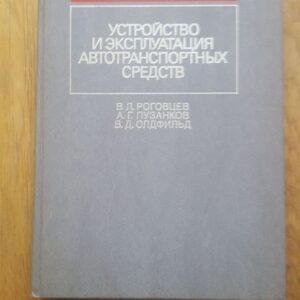 УСТРОЙСТВО
И ЭКСПЛУАТАЦИЯ
АВТОТРАНСПОРТНЫХ
СРЕДСТВ
В. Л. РОГОВЦЕВ
А. Г. ПУЗАНКОВ
В. Д. ОЛДФИЛЬД